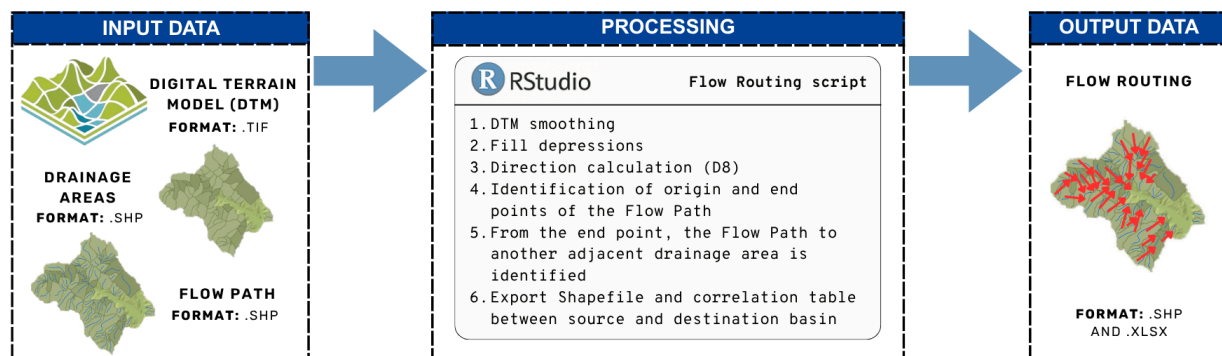 INPUT DATA
DIGITAL TERRAIN
MODEL (DTM)
FORMAT: .TIF
DRAINAGE
AREAS
FORMAT: .SHP
FLOW PATH
FORMAT: .SHP
PROCESSING
R RStudio
Flow Routing script
1. DTM smoothing
2. Fill depressions
3. Direction calculation (D8)
4. Identification of origin and end
points of the Flow Path
5. From the end point, the Flow Path to
another adjacent drainage area is
identified
6. Export Shapefile and correlation table
between source and destination basin
OUTPUT DATA
FLOW ROUTING
FORMAT: .SHP
AND .XLSX